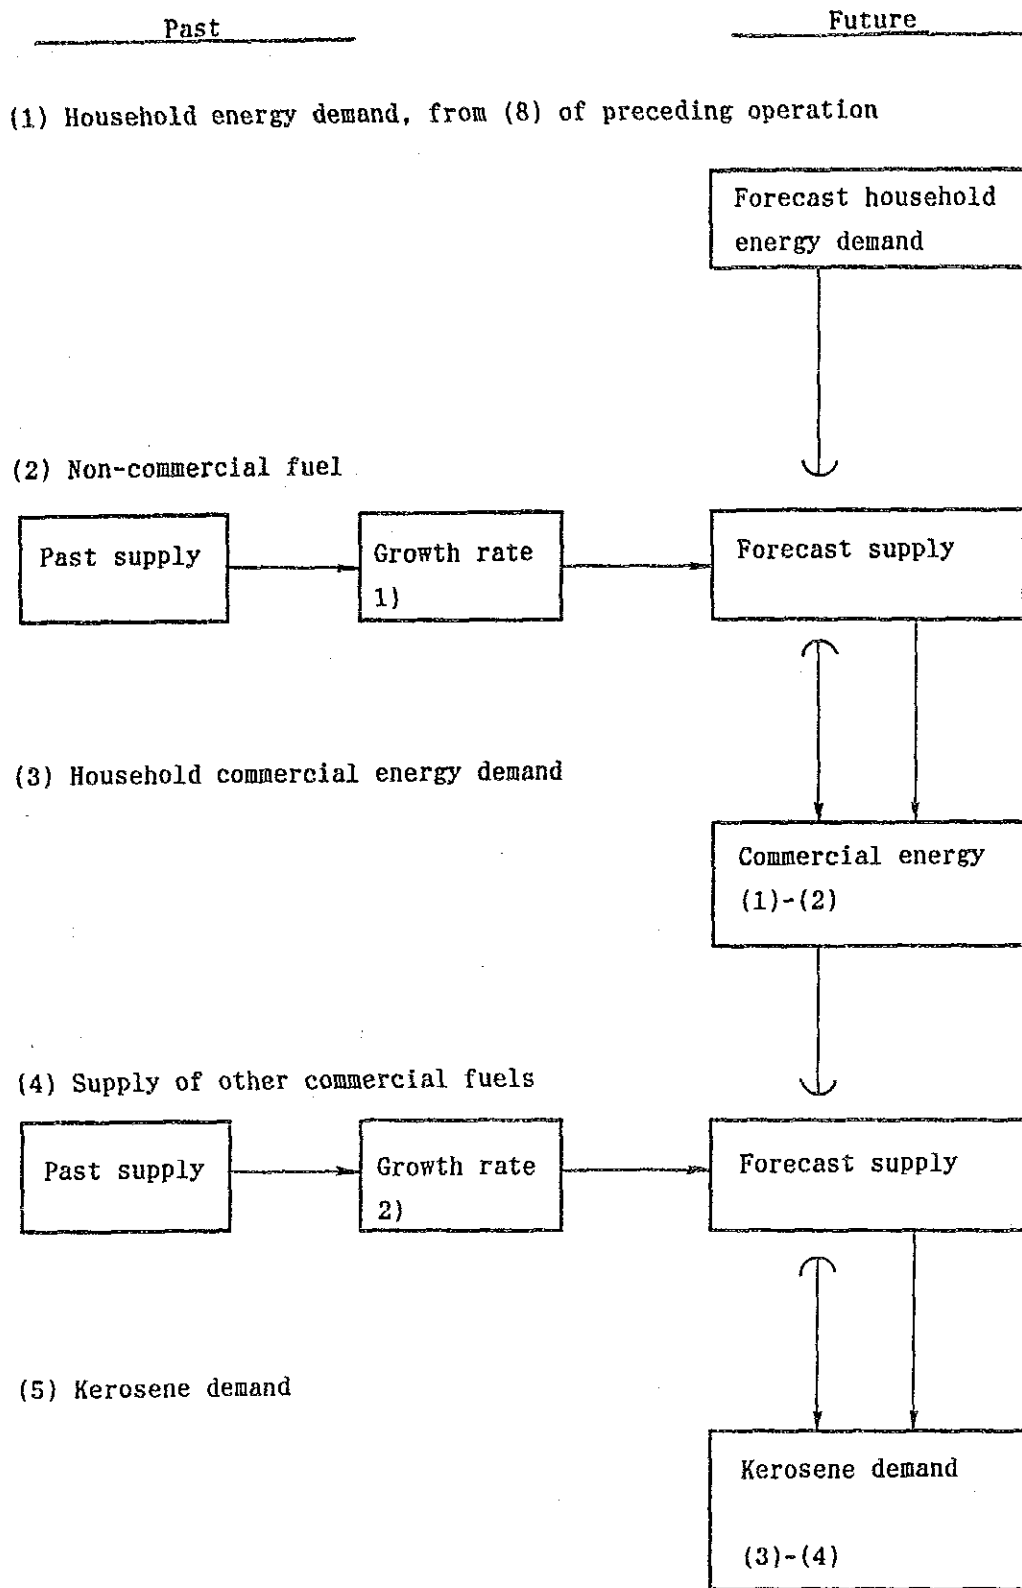 Past
Future
(1) Household energy demand, from (8) of preceding operation
Forecast household
energy demand
(2) Non-commercial fuel
Past supply
Growth rate
1)
Forecast supply
(3) Household commercial energy demand
Commercial energy
(1)-(2)
(4) Supply of other commercial fuels
Past supply
Growth rate
2)
Forecast supply
(5) Kerosene demand
Kerosene demand
(3)-(4)